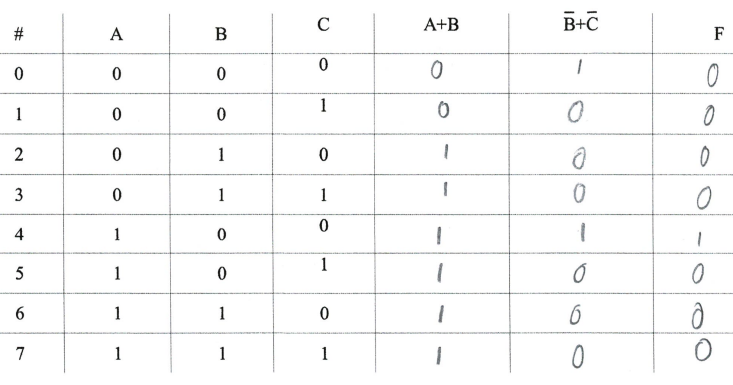 # A B C A+B B̅+C̅ F
0 0 0 0 0 1 0
1 0 0 1 0 0 0
2 0 1 0 1 0 0
3 0 1 1 1 0 0
4 1 0 0 1 1 1
5 1 0 1 1 0 0
6 1 1 0 1 0 0
7 1 1 1 1 0 0